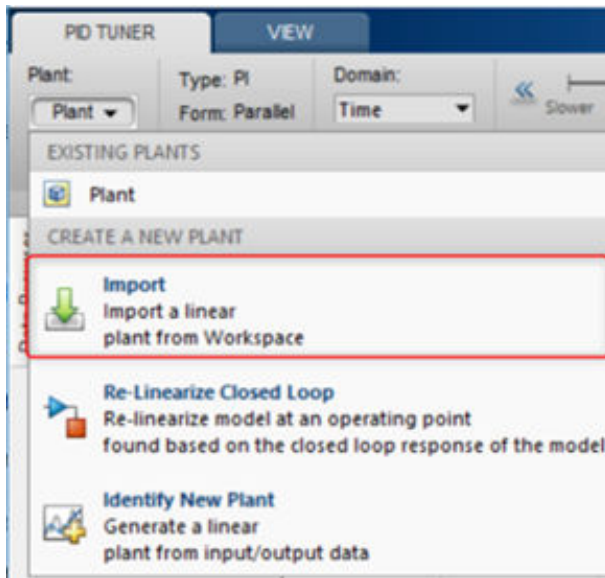 PID TUNER
VIEW
Plant:
Type: PI
Domain:
Plant
Form: Parallel
Time
Slower
EXISTING PLANTS
Plant
CREATE A NEW PLANT
Import
Import a linear
plant from Workspace
Re-Linearize Closed Loop
Re-linearize model at an operating point
found based on the closed loop response of the model
Identify New Plant
Generate a linear
plant from input/output data